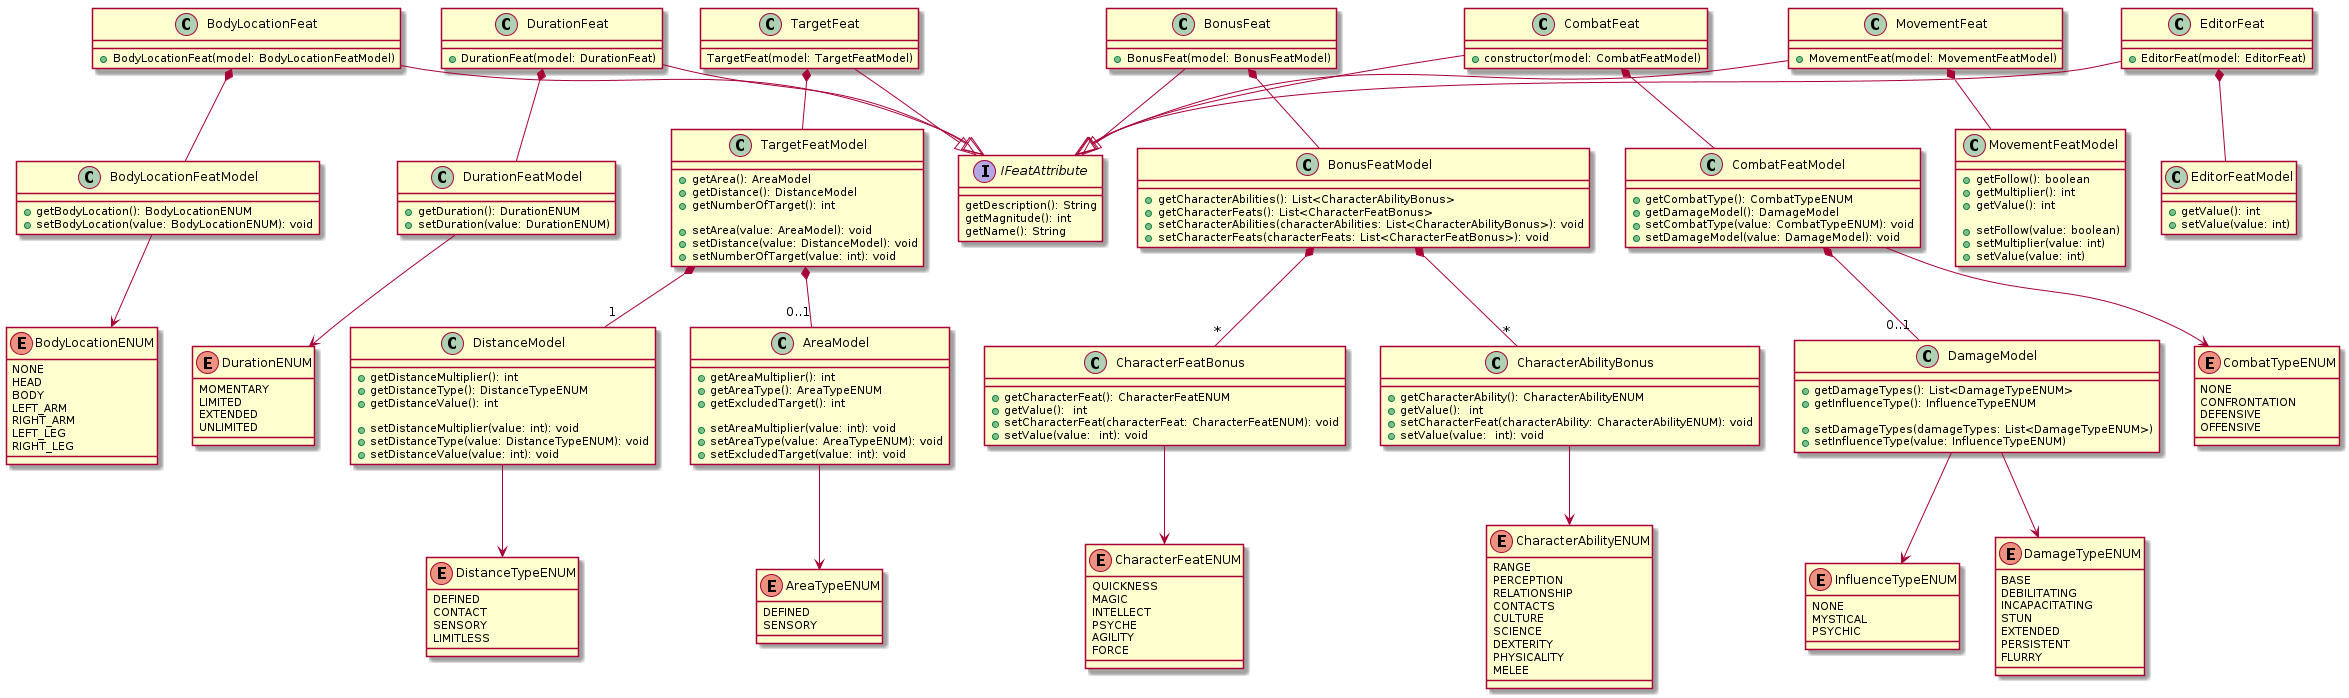 C BodyLocationFeat
BodyLocationFeat(model: BodyLocationFeatModel)
C DurationFeat
DurationFeat(model: DurationFeat)
C TargetFeat
TargetFeat(model: TargetFeatModel)
C BonusFeat
BonusFeat(model: BonusFeatModel)
C CombatFeat
constructor(model: CombatFeatModel)
C MovementFeat
MovementFeat(model: MovementFeatModel)
C EditorFeat
EditorFeat(model: EditorFeat)
C BodyLocationFeatModel
getBodyLocation(): BodyLocationENUM
setBodyLocation(value: BodyLocationENUM): void
C DurationFeatModel
getDuration(): DurationENUM
setDuration(value: DurationENUM)
C TargetFeatModel
getArea(): AreaModel
getDistance(): DistanceModel
getNumberOfTarget(): int
setArea(value: AreaModel): void
setDistance(value: DistanceModel): void
setNumberOfTarget(value: int): void
I IFeatAttribute
getDescription(): String
getMagnitude(): int
getName(): String
C BonusFeatModel
getCharacterAbilities(): List<CharacterAbilityBonus>
getCharacterFeats(): List<CharacterFeatBonus>
setCharacterAbilities(characterAbilities: List<CharacterAbilityBonus>): void
setCharacterFeats(characterFeats: List<CharacterFeatBonus>): void
C CombatFeatModel
getCombatType(): CombatTypeENUM
getDamageModel(): DamageModel
setCombatType(value: CombatTypeENUM): void
setDamageModel(value: DamageModel): void
C MovementFeatModel
getFollow(): boolean
getMultiplier(): int
getValue(): int
setFollow(value: boolean)
setMultiplier(value: int)
setValue(value: int)
C EditorFeatModel
getValue(): int
setValue(value: int)
1
0..1
*
*
0..1
E BodyLocationENUM
NONE
HEAD
BODY
LEFT_ARM
RIGHT_ARM
LEFT_LEG
RIGHT_LEG
E DurationENUM
MOMENTARY
LIMITED
EXTENDED
UNLIMITED
C DistanceModel
getDistanceMultiplier(): int
getDistanceType(): DistanceTypeENUM
getDistanceValue(): int
setDistanceMultiplier(value: int): void
setDistanceType(value: DistanceTypeENUM): void
setDistanceValue(value: int): void
C AreaModel
getAreaMultiplier(): int
getAreaType(): AreaTypeENUM
getExcludedTarget(): int
setAreaMultiplier(value: int): void
setAreaType(value: AreaTypeENUM): void
setExcludedTarget(value: int): void
C CharacterFeatBonus
getCharacterFeat(): CharacterFeatENUM
getValue(): int
setCharacterFeat(characterFeat: CharacterFeatENUM): void
setValue(value: int): void
C CharacterAbilityBonus
getCharacterAbility(): CharacterAbilityENUM
getValue(): int
setCharacterFeat(characterAbility: CharacterAbilityENUM): void
setValue(value: int): void
C DamageModel
getDamageTypes(): List<DamageTypeENUM>
getInfluenceType(): InfluenceTypeENUM
setDamageTypes(damageTypes: List<DamageTypeENUM>)
setInfluenceType(value: InfluenceTypeENUM)
E CombatTypeENUM
NONE
CONFRONTATION
DEFENSIVE
OFFENSIVE
E DistanceTypeENUM
DEFINED
CONTACT
SENSORY
LIMITLESS
E AreaTypeENUM
DEFINED
SENSORY
E CharacterFeatENUM
QUICKNESS
MAGIC
INTELLECT
PSYCHE
AGILITY
FORCE
E CharacterAbilityENUM
RANGE
PERCEPTION
RELATIONSHIP
CONTACTS
CULTURE
SCIENCE
DEXTERITY
PHYSICALITY
MELEE
E InfluenceTypeENUM
NONE
MYSTICAL
PSYCHIC
E DamageTypeENUM
BASE
DEBILITATING
INCAPACITATING
STUN
EXTENDED
PERSISTENT
FLURRY